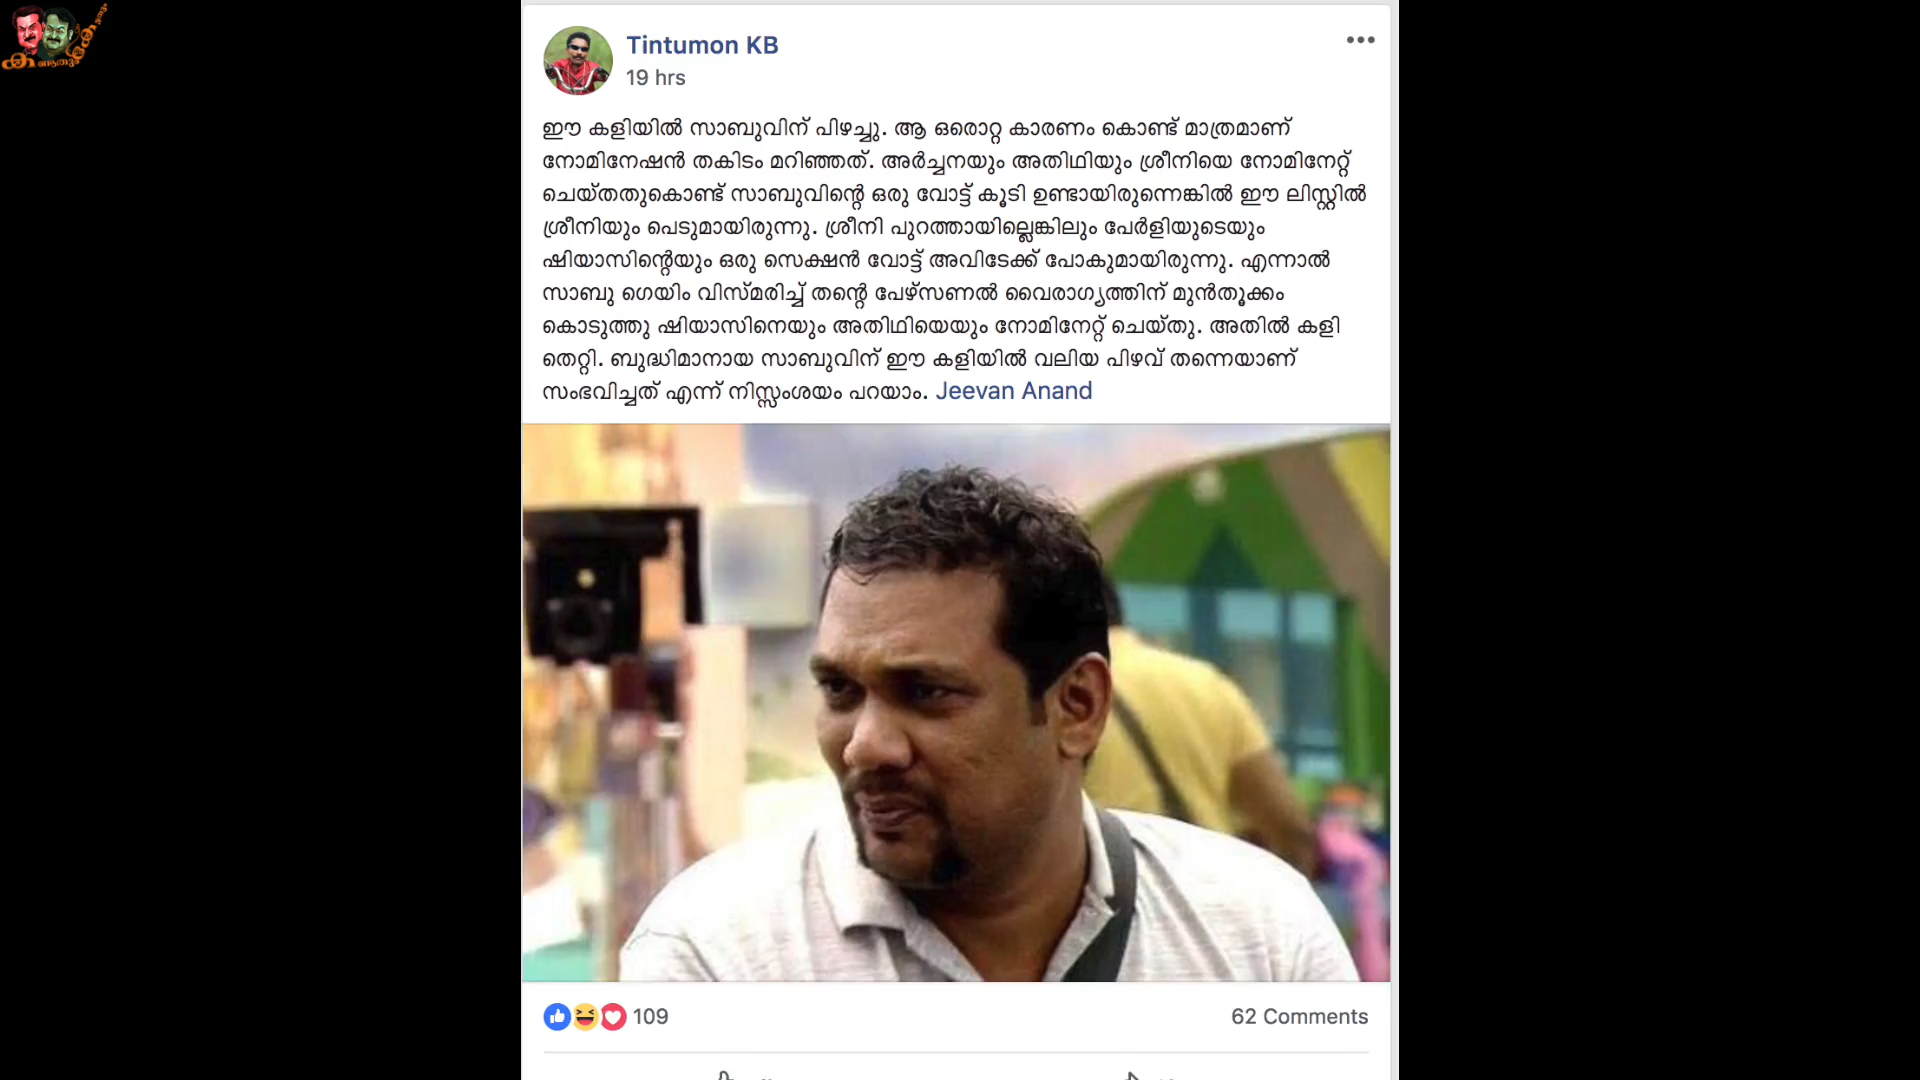 Tintumon KB
19 hrs
ഈ കളിയിൽ സാബുവിന് പിഴച്ചു. ആ ഒരൊറ്റ കാരണം കൊണ്ട് മാത്രമാണ്
നോമിനേഷൻ തകിടം മറിഞ്ഞത്. അർച്ചനയും അതിഥിയും ശ്രീനിയെ നോമിനേറ്റ്
ചെയ്തതുകൊണ്ട് സാബുവിന്റെ ഒരു വോട്ട് കൂടി ഉണ്ടായിരുന്നെങ്കിൽ ഈ ലിസ്റ്റിൽ
ശ്രീനിയും പെടുമായിരുന്നു. ശ്രീനി പുറത്തായില്ലെങ്കിലും പേർളിയുടെയും
ഷിയാസിന്റെയും ഒരു സെക്ഷൻ വോട്ട് അവിടേക്ക് പോകുമായിരുന്നു. എന്നാൽ
സാബു ഗെയിം വിസ്മരിച്ച് തന്റെ പേഴ്സണൽ വൈരാഗ്യത്തിന് മുൻതൂക്കം
കൊടുത്തു ഷിയാസിനെയും അതിഥിയെയും നോമിനേറ്റ് ചെയ്തു. അതിൽ കളി
തെറ്റി. ബുദ്ധിമാനായ സാബുവിന് ഈ കളിയിൽ വലിയ പിഴവ് തന്നെയാണ്
സംഭവിച്ചത് എന്ന് നിസ്സംശയം പറയാം. Jeevan Anand
109
62 Comments